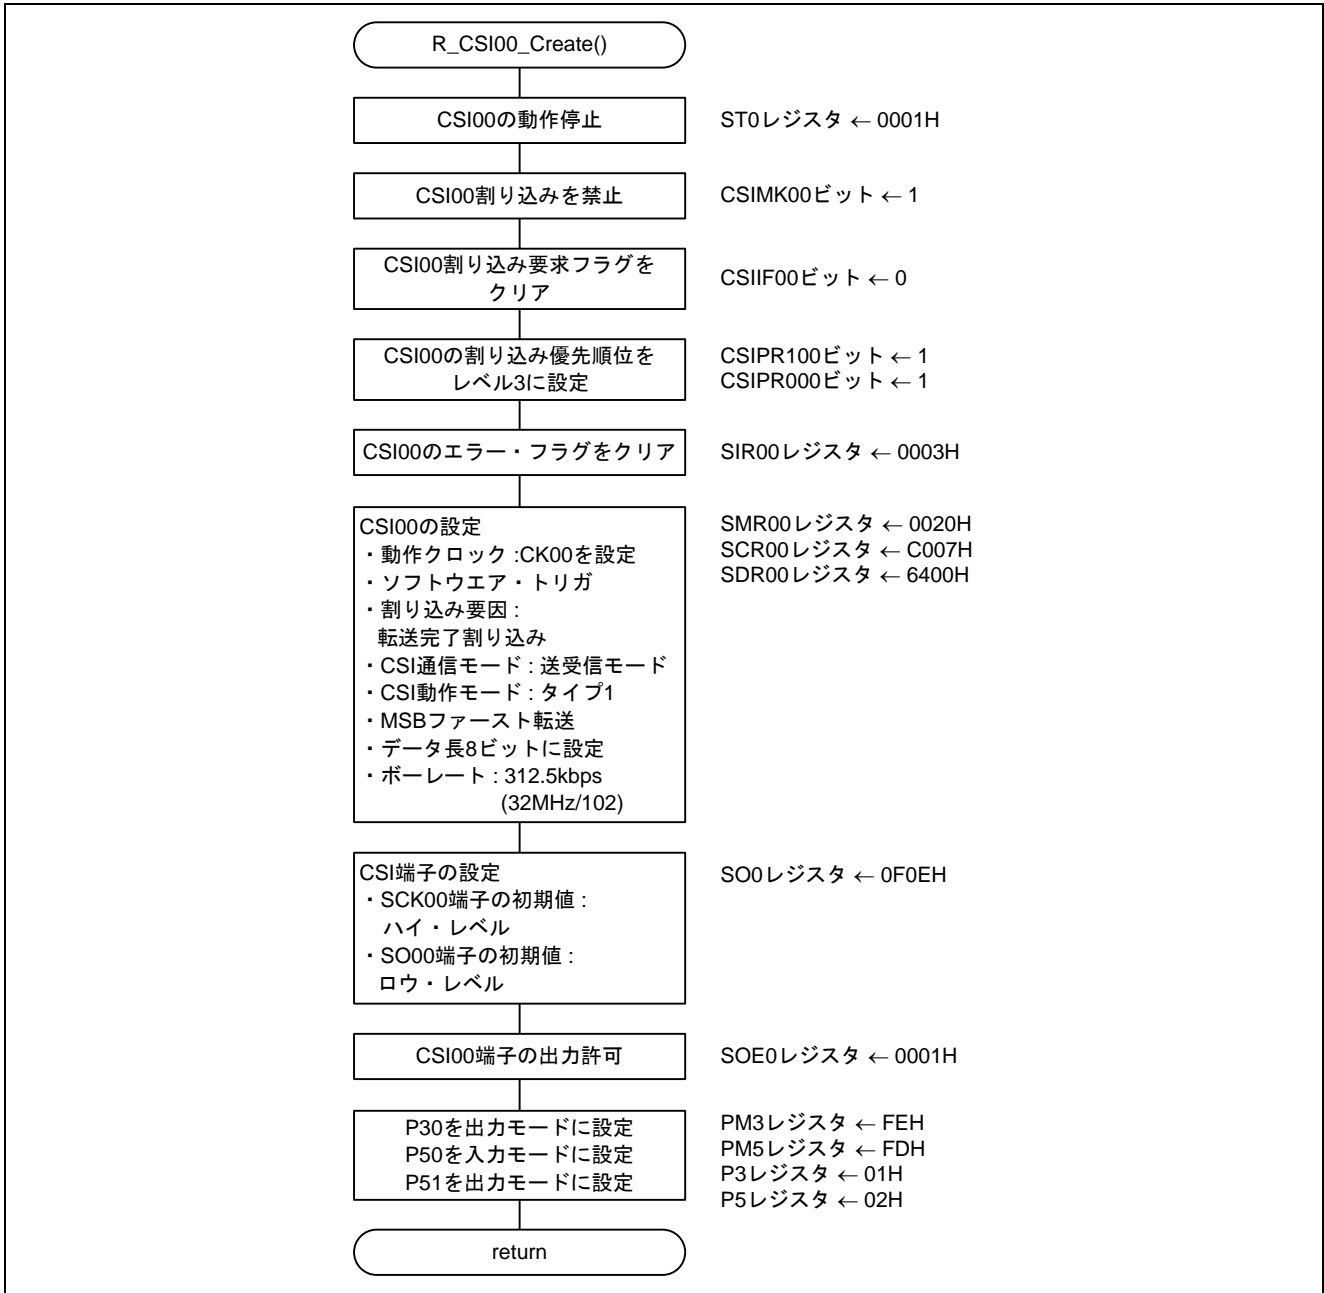 R_CSI00_Create()
CSI00の動作停止
ST0レジスタ ← 0001H
CSI00割り込みを禁止
CSIMK00ビット ← 1
CSI00割り込み要求フラグを
クリア
CSIIF00ビット ← 0
CSI00の割り込み優先順位を
レベル3に設定
CSIPR100ビット ← 1
CSIPR000ビット ← 1
CSI00のエラー・フラグをクリア
SIR00レジスタ ← 0003H
CSI00の設定
・動作クロック :CK00を設定
・ソフトウエア・トリガ
・割り込み要因 :
転送完了割り込み
・CSI通信モード : 送受信モード
・CSI動作モード : タイプ1
・MSBファースト転送
・データ長8ビットに設定
・ボーレート : 312.5kbps
(32MHz/102)
SMR00レジスタ ← 0020H
SCR00レジスタ ← C007H
SDR00レジスタ ← 6400H
CSI端子の設定
・SCK00端子の初期値 :
ハイ・レベル
・SO00端子の初期値 :
ロウ・レベル
SO0レジスタ ← 0F0EH
CSI00端子の出力許可
SOE0レジスタ ← 0001H
P30を出力モードに設定
P50を入力モードに設定
P51を出力モードに設定
PM3レジスタ ← FEH
PM5レジスタ ← FDH
P3レジスタ ← 01H
P5レジスタ ← 02H
return